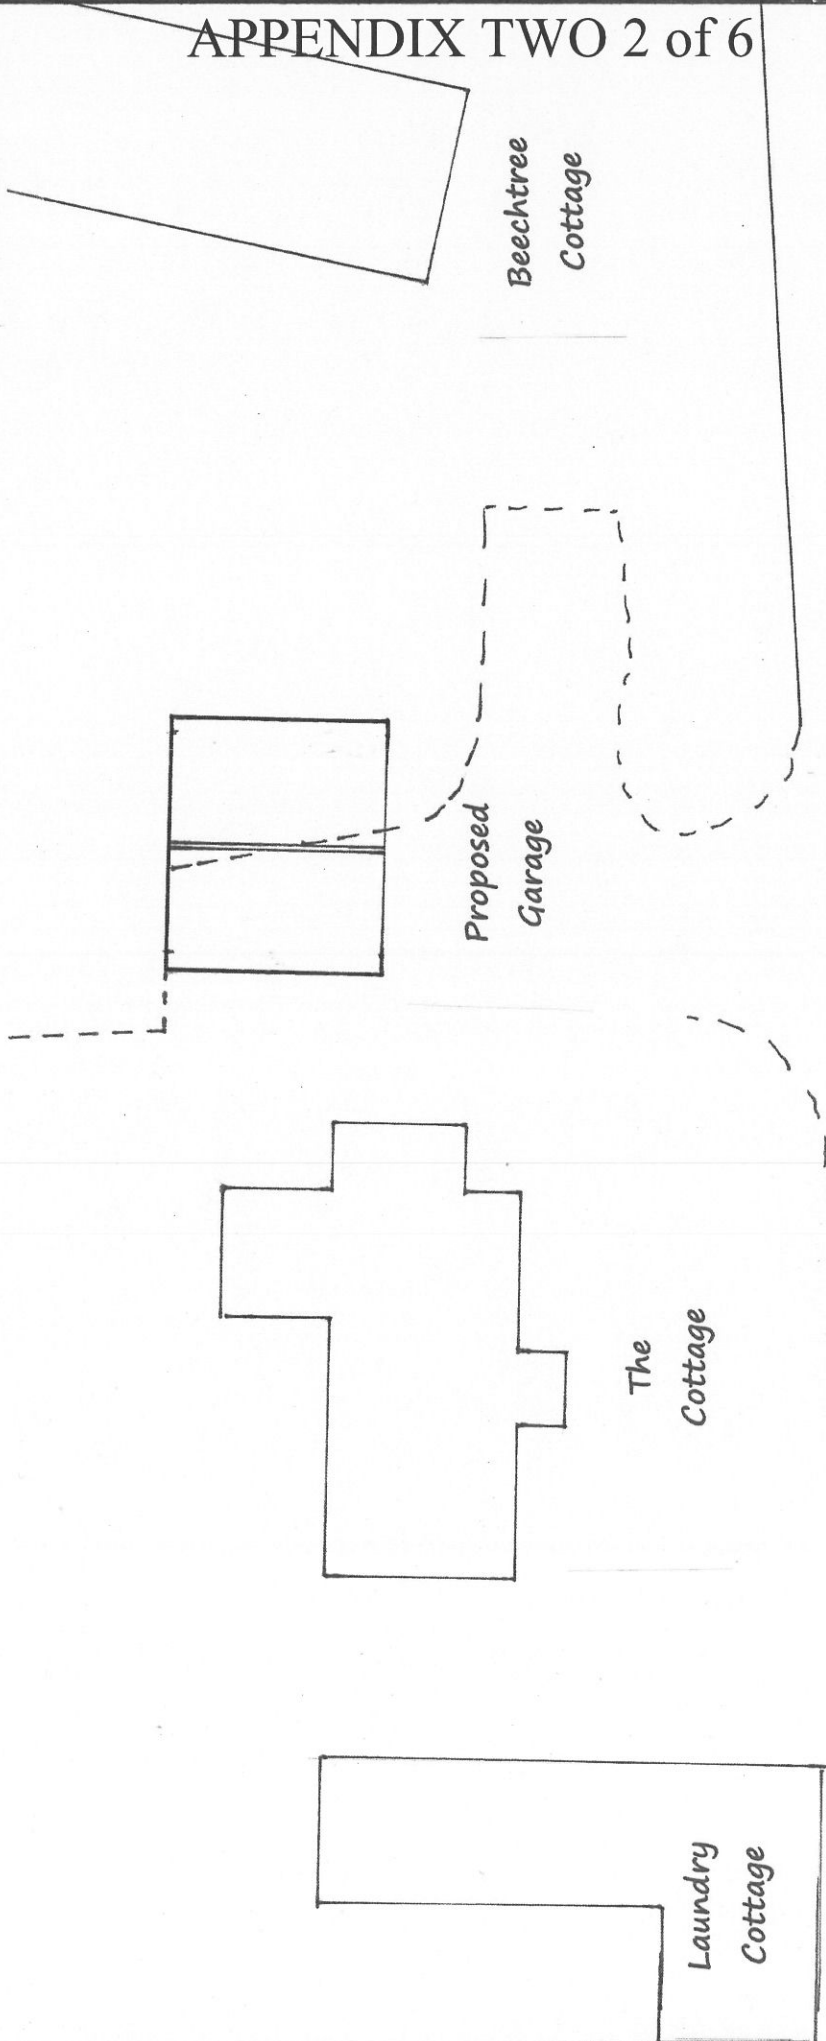 APPENDIX TWO 2 of 6
Beechtree
Cottage
Proposed
Garage
The
Cottage
Laundry
Cottage